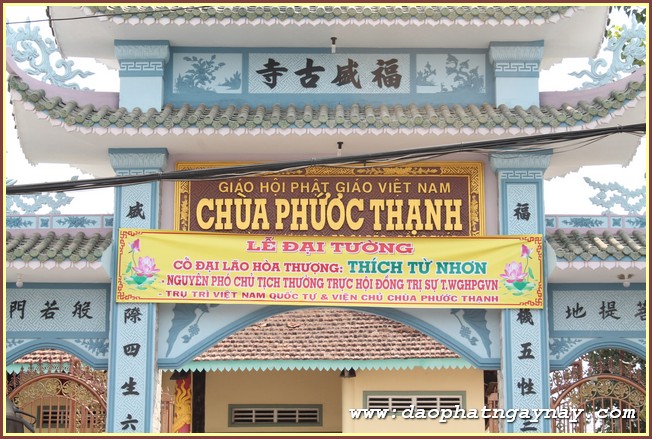 寺古盛福
GIÁO HỘI PHẬT GIÁO VIỆT NAM
CHÙA PHƯỚC THẠNH
LỄ ĐẠI TƯỜNG
CỐ ĐẠI LÃO HÒA THƯỢNG: THÍCH TỪ NHƠN
- NGUYÊN PHÓ CHỦ TỊCH THƯỜNG TRỰC HỘI ĐỒNG TRỊ SỰ T.WGHPGVN
- TRỤ TRÌ VIỆT NAM QUỐC TỰ & VIỆN CHỦ CHÙA PHƯỚC THẠNH
盛
際四生六
福
機五性三
門若般
地提菩
www.daophatngaynay.com